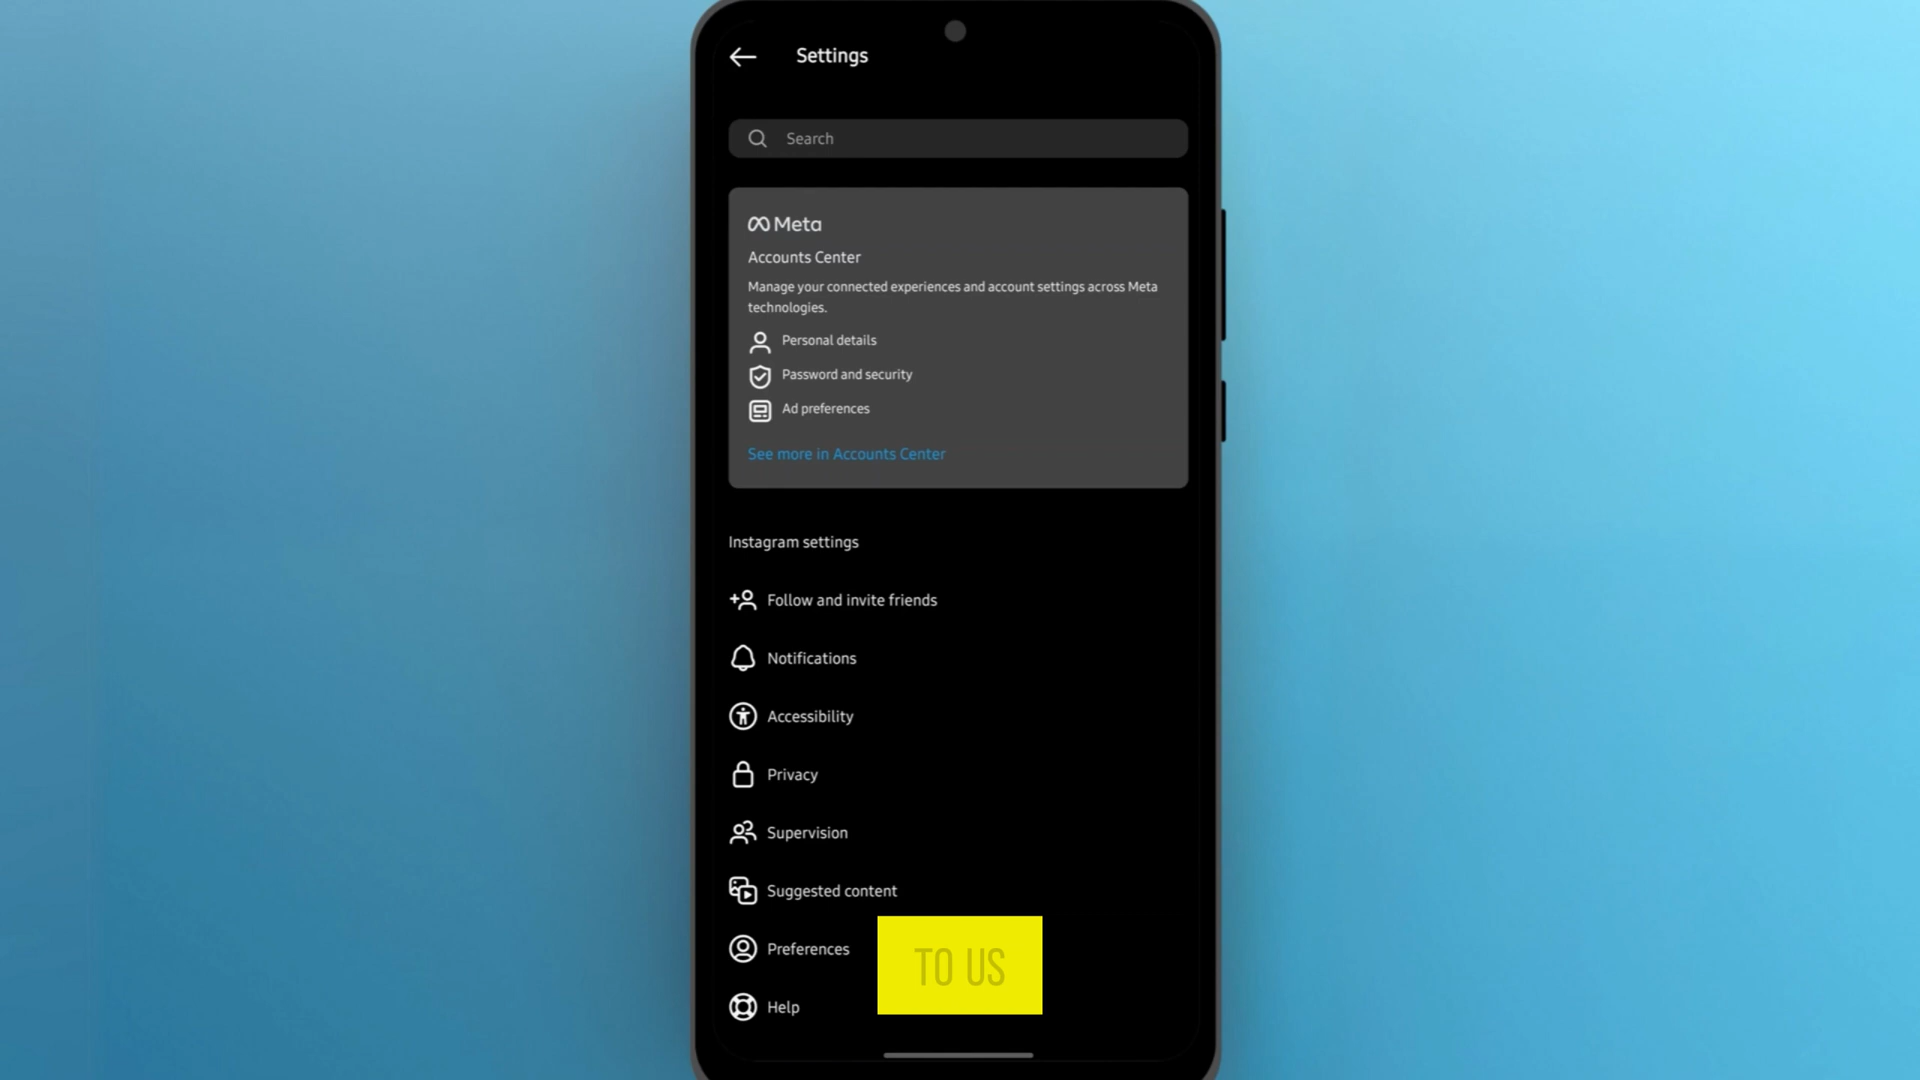 Settings
Search
Meta
Accounts Center
Manage your connected experiences and account settings across Meta
technologies.
Personal details
Password and security
Ad preferences
See more in Accounts Center
Instagram settings
Follow and invite friends
Notifications
Accessibility
Privacy
Supervision
Suggested content
Preferences
TO US
Help